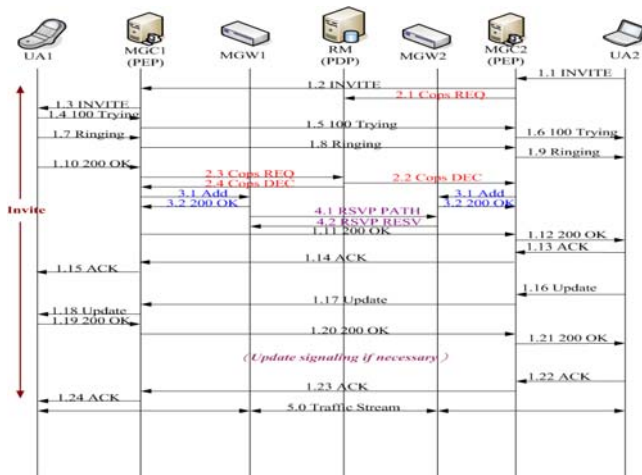 UA1
MGC1
(PEP)
MGW1
RM
(PDP)
MGW2
MGC2
(PEP)
UA2
1.1 INVITE
1.2 INVITE
2.1 Cops REQ
1.3 INVITE
1.4 100 Trying
1.5 100 Trying
1.6 100 Trying
1.7 Ringing
1.8 Ringing
1.9 Ringing
1.10 200 OK
2.3 Cops REQ
2.4 Cops DEC
2.2 Cops DEC
3.1 Add
3.1 Add
3.2 200 OK
3.2 200 OK
Invite
4.1 RSVP PATH
4.2 RSVP RESV
1.11 200 OK
1.12 200 OK
1.13 ACK
1.14 ACK
1.15 ACK
1.16 Update
1.17 Update
1.18 Update
1.19 200 OK
1.20 200 OK
1.21 200 OK
(Update signaling if necessary)
1.22 ACK
1.23 ACK
1.24 ACK
5.0 Traffic Stream